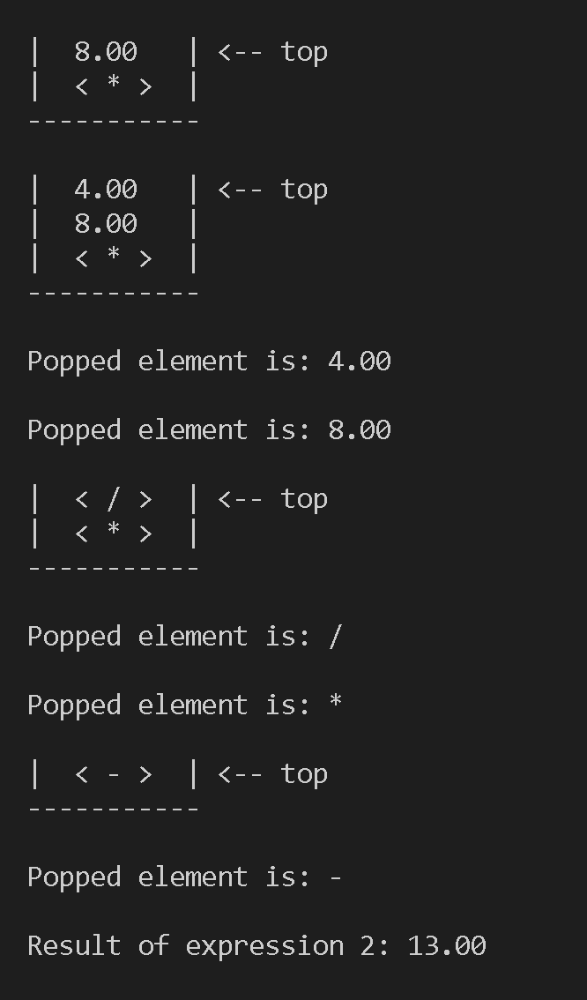 |  8.00   | <-- top
|  < * >  |
-----------
|  4.00   | <-- top
|  8.00   |
|  < * >  |
-----------
Popped element is: 4.00
Popped element is: 8.00
|  < / >  | <-- top
|  < * >  |
-----------
Popped element is: /
Popped element is: *
|  < - >  | <-- top
-----------
Popped element is: -
Result of expression 2: 13.00